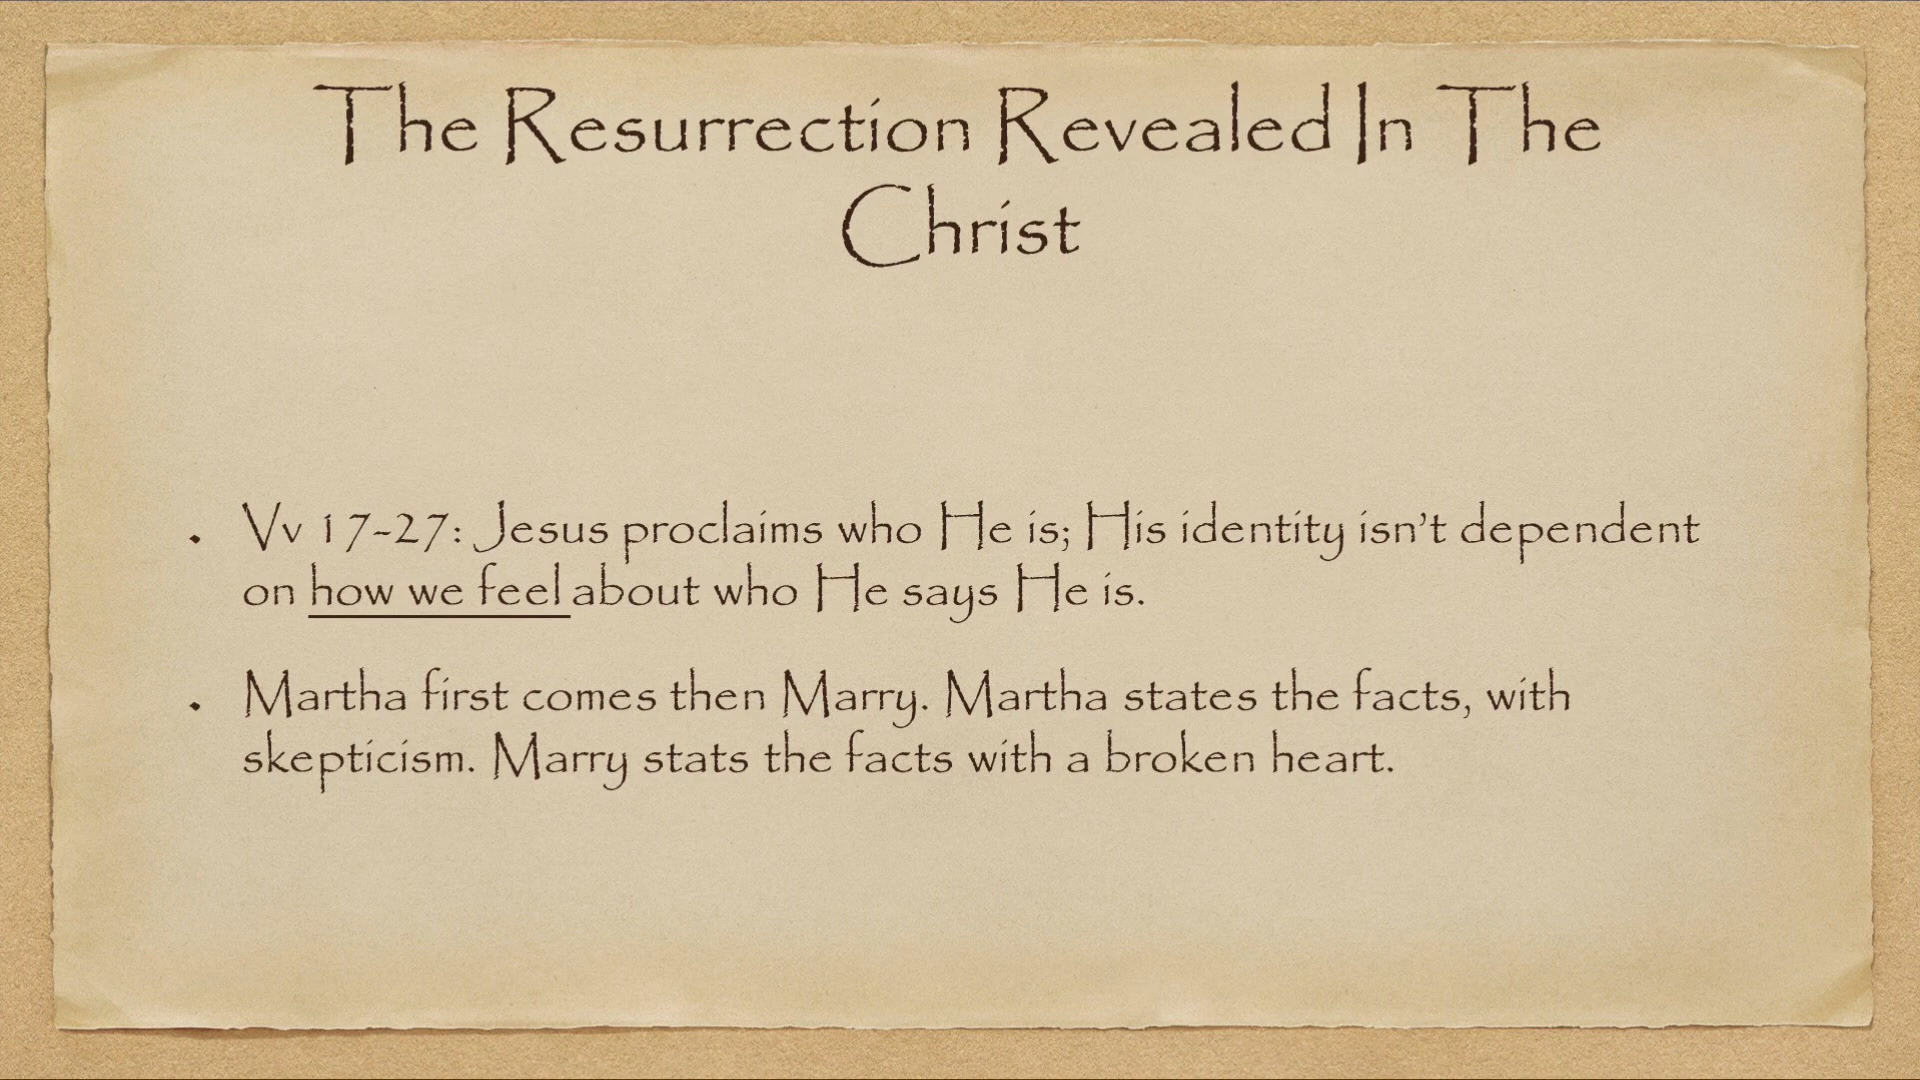 The Resurrection Revealed In The
Christ
• Vv 17-27: Jesus proclaims who He is; His identity isn’t dependent
on how we feel about who He says He is.
• Martha first comes then Marry. Martha states the facts, with
skepticism. Marry stats the facts with a broken heart.